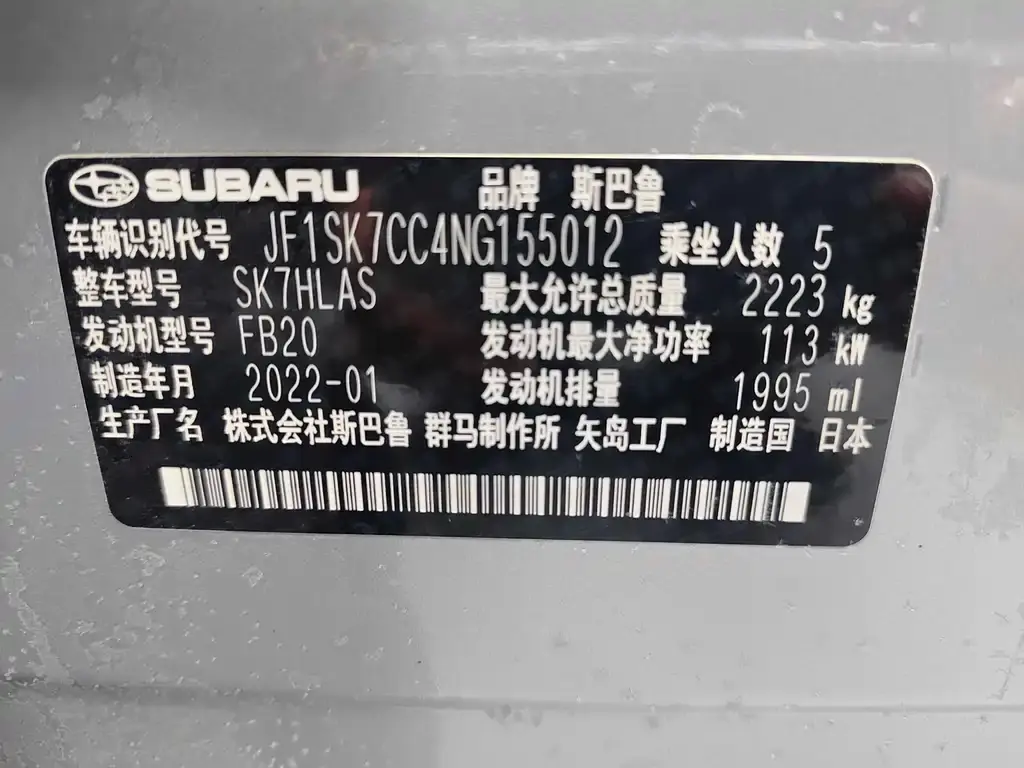 SUBARU 品牌 斯巴鲁
车辆识别代号 JF1SK7CC4NG155012 乘坐人数 5
整车型号 SK7HLAS 最大允许总质量 2223 kg
发动机型号 FB20 发动机最大净功率 113 kW
制造年月 2022-01 发动机排量 1995 ml
生产厂名 株式会社斯巴鲁 群马制作所 矢岛工厂 制造国 日本